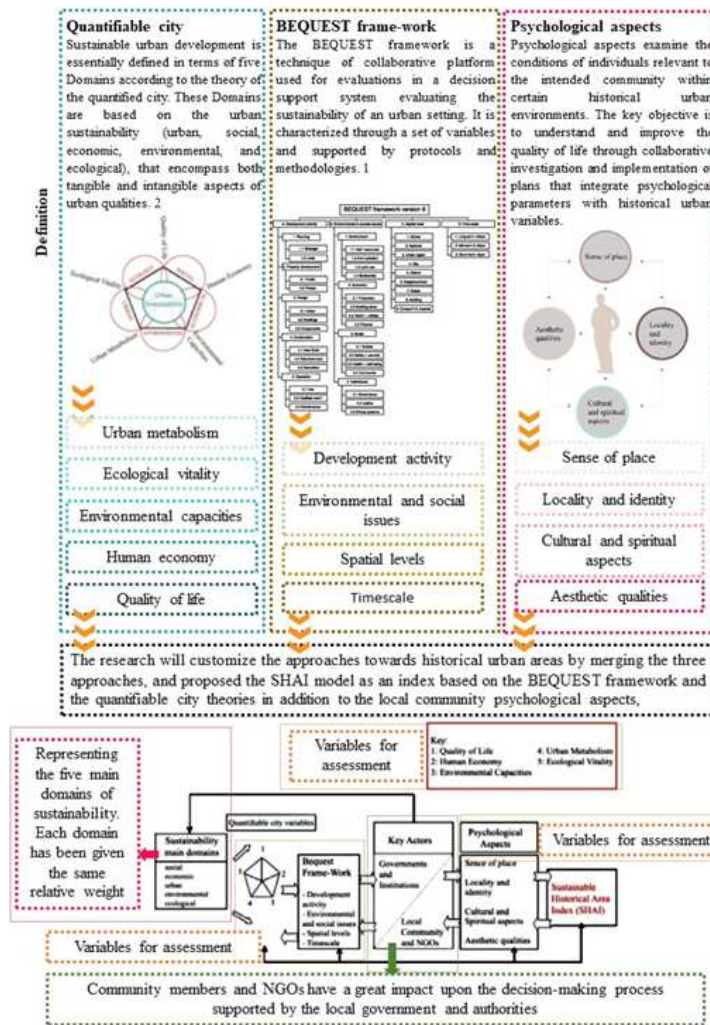 Quantifiable city
Sustainable urban development is
essentially defined in terms of five
Domains according to the theory of
the quantified city. These Domains
are based on the urban
sustainability (urban, social,
economic, environmental, and
ecological), that encompass both
tangible and intangible aspects of
urban qualities. 2
BEQUEST frame-work
The BEQUEST framework is a
technique of collaborative platform
used for evaluations in a decision
support system evaluating the
sustainability of an urban setting. It is
characterized through a set of variables
and supported by protocols and
methodologies. 1
Psychological aspects
Psychological aspects examine the
conditions of individuals relevant to
the intended community within
certain historical urban
environments. The key objective is
to understand and improve the
quality of life through collaborative
investigation and implementation of
plans that integrate psychological
parameters with historical urban
variables.
Definition
Quality of Life
Human Economy
Ecological Vitality
Urban Metabolism
BEQUEST framework version 6
Sense of place
Aesthetic
qualities
Locality
and
identity
Cultural
and spiritual
aspects
Urban metabolism
Ecological vitality
Environmental capacities
Human economy
Quality of life
Development activity
Environmental and social
issues
Spatial levels
Timescale
Sense of place
Locality and identity
Cultural and spiritual
aspects
Aesthetic qualities
The research will customize the approaches towards historical urban areas by merging the three
approaches, and proposed the SHAI model as an index based on the BEQUEST framework and
the quantifiable city theories in addition to the local community psychological aspects,
Representing
the five main
domains of
sustainability.
Each domain
has been given
the same
relative weight
Variables for
assessment
Key:
1: Quality of Life
2: Human Economy
3: Environmental Capacities
4: Urban Metabolism
5: Ecological Vitality
Quantifiable city variables
Sustainability
main domains
social
economic
urban
environmental
ecological
1
2
3
4
5
Bequest
Frame-Work
- Development
activity
- Environmental
and social issues
- Spatial levels
- Timescale
Key Actors
Governments and
Institutions
Local
Community
and NGOs
Psychological
Aspects
Sense of place
Locality and
identity
Cultural and
Spiritual aspects
Aesthetic qualities
Sustainable
Historical Area
Index (SHAI)
Variables for assessment
Variables for assessment
Community members and NGOs have a great impact upon the decision-making process
supported by the local government and authorities